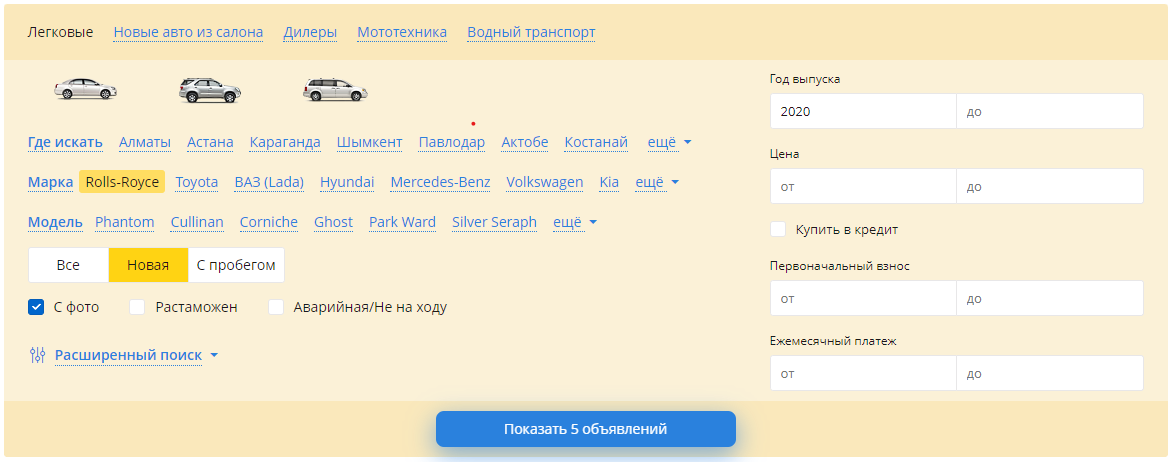 Легковые Новые авто из салона Дилеры Мототехника Водный транспорт
Где искать Алматы Астана Караганда Шымкент Павлодар Актобе Костанай ещё
Марка Rolls-Royce Toyota ВАЗ (Lada) Hyundai Mercedes-Benz Volkswagen Kia ещё
Модель Phantom Cullinan Corniche Ghost Park Ward Silver Seraph ещё
Все Новая С пробегом
С фото Растаможен Аварийная/Не на ходу
Расширенный поиск
Год выпуска
2020 до
Цена
от до
Купить в кредит
Первоначальный взнос
от до
Ежемесячный платеж
от до
Показать 5 объявлений